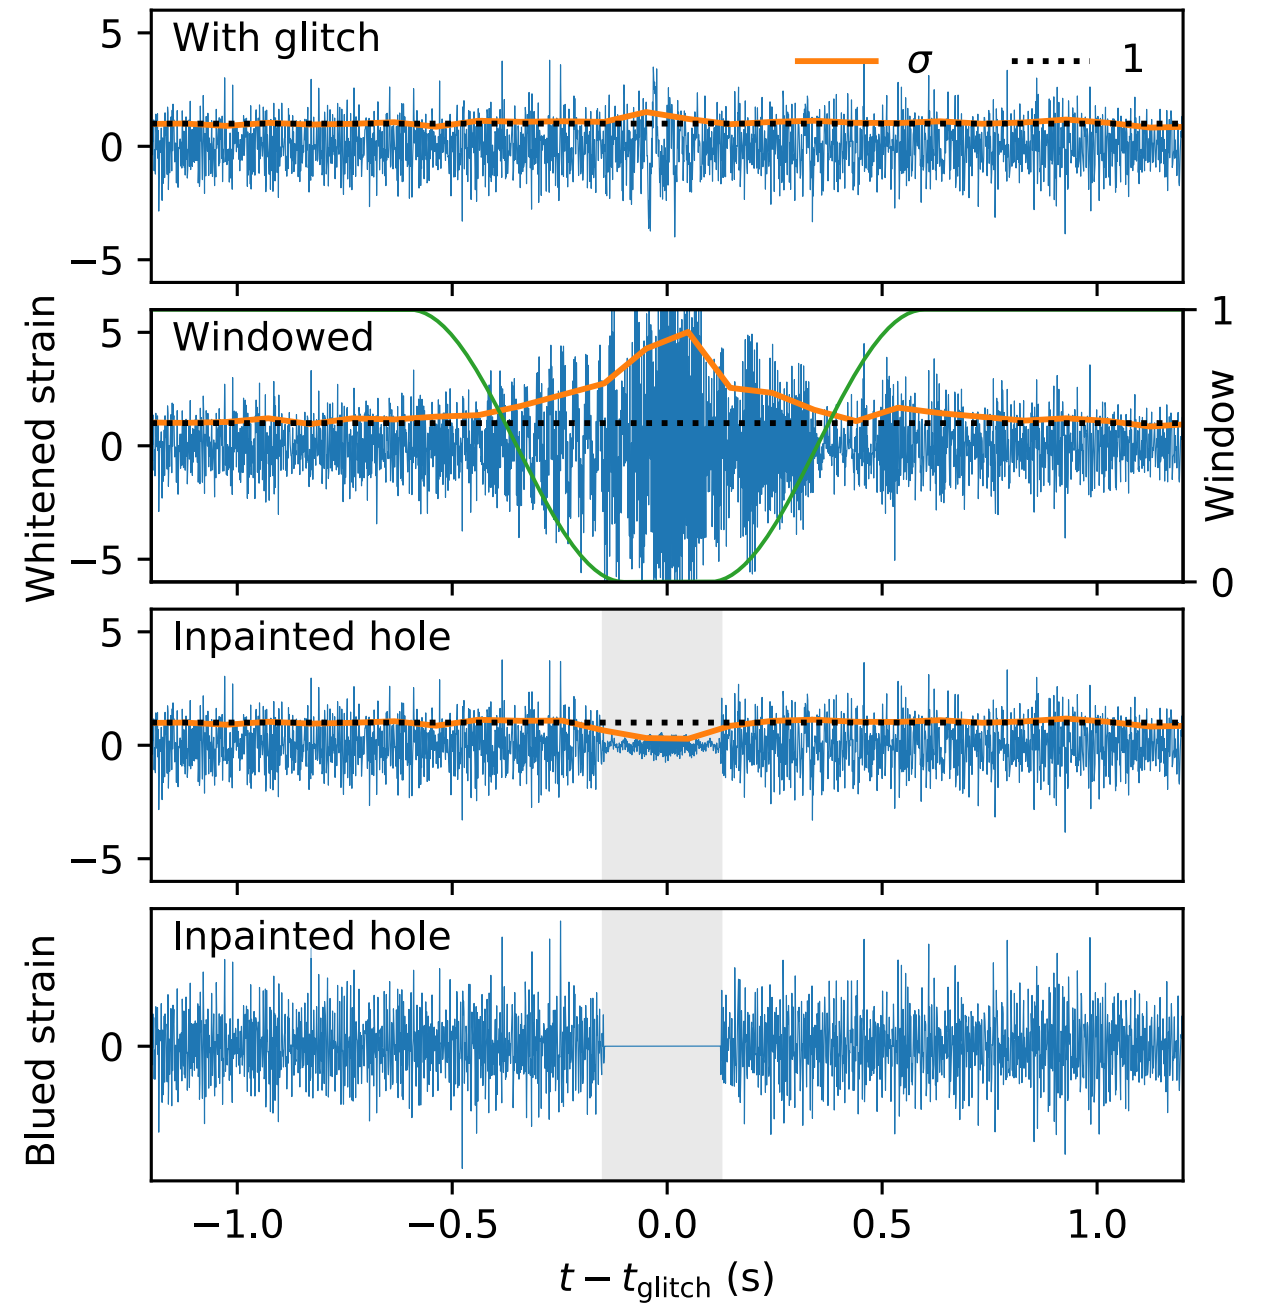 With glitch
σ
1
5
0
−5
Windowed
5
0
−5
1
0
Window
Whitened strain
Inpainted hole
5
0
−5
Inpainted hole
0
Blued strain
−1.0 −0.5 0.0 0.5 1.0
t − t_glitch (s)